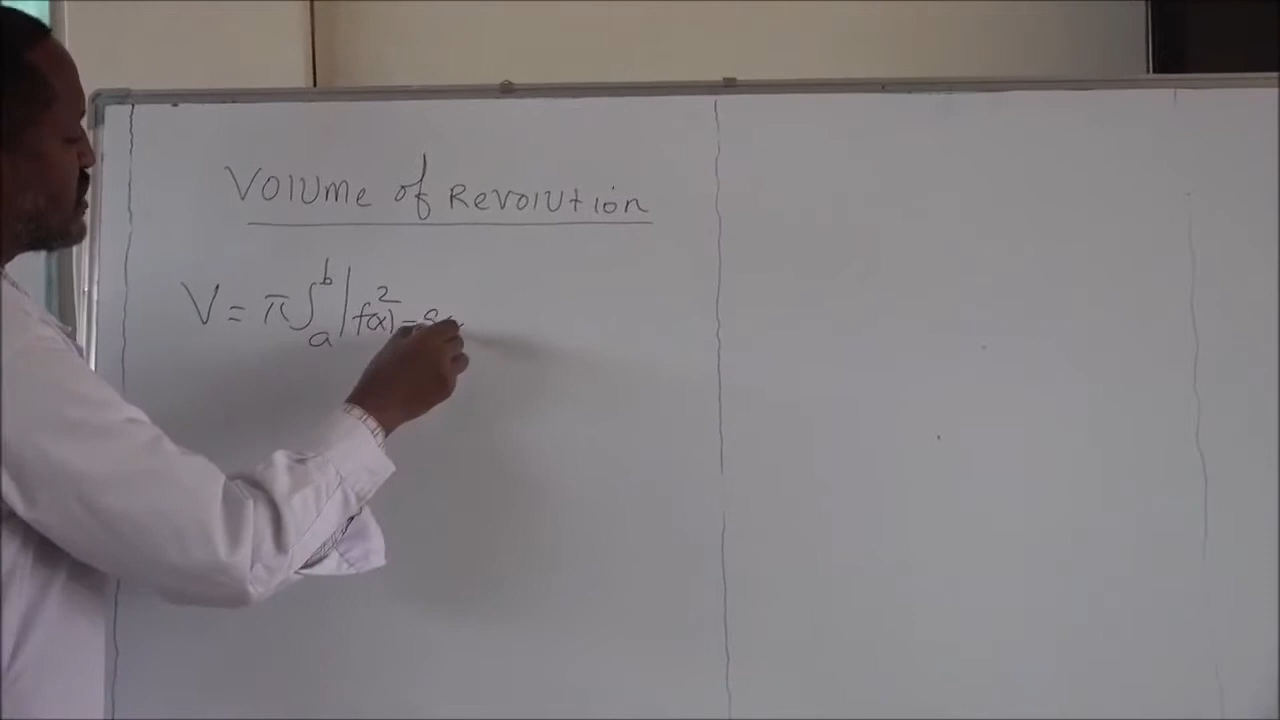 Volume of Revolution
V = π∫ₐᵇ |f(x)² -